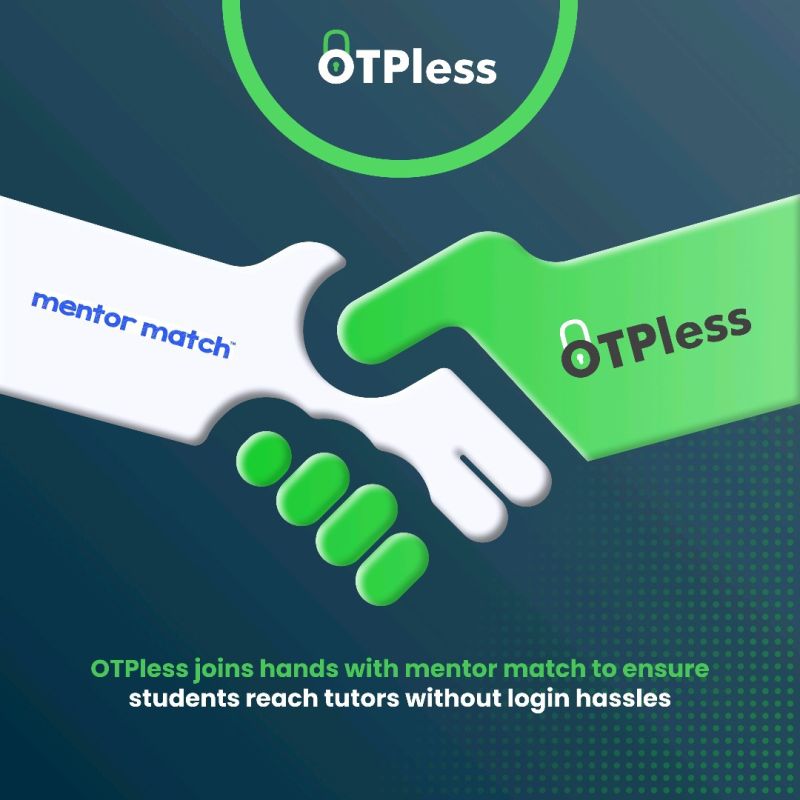 OTPless
mentor match™
OTPless
OTPless joins hands with mentor match to ensure
students reach tutors without login hassles